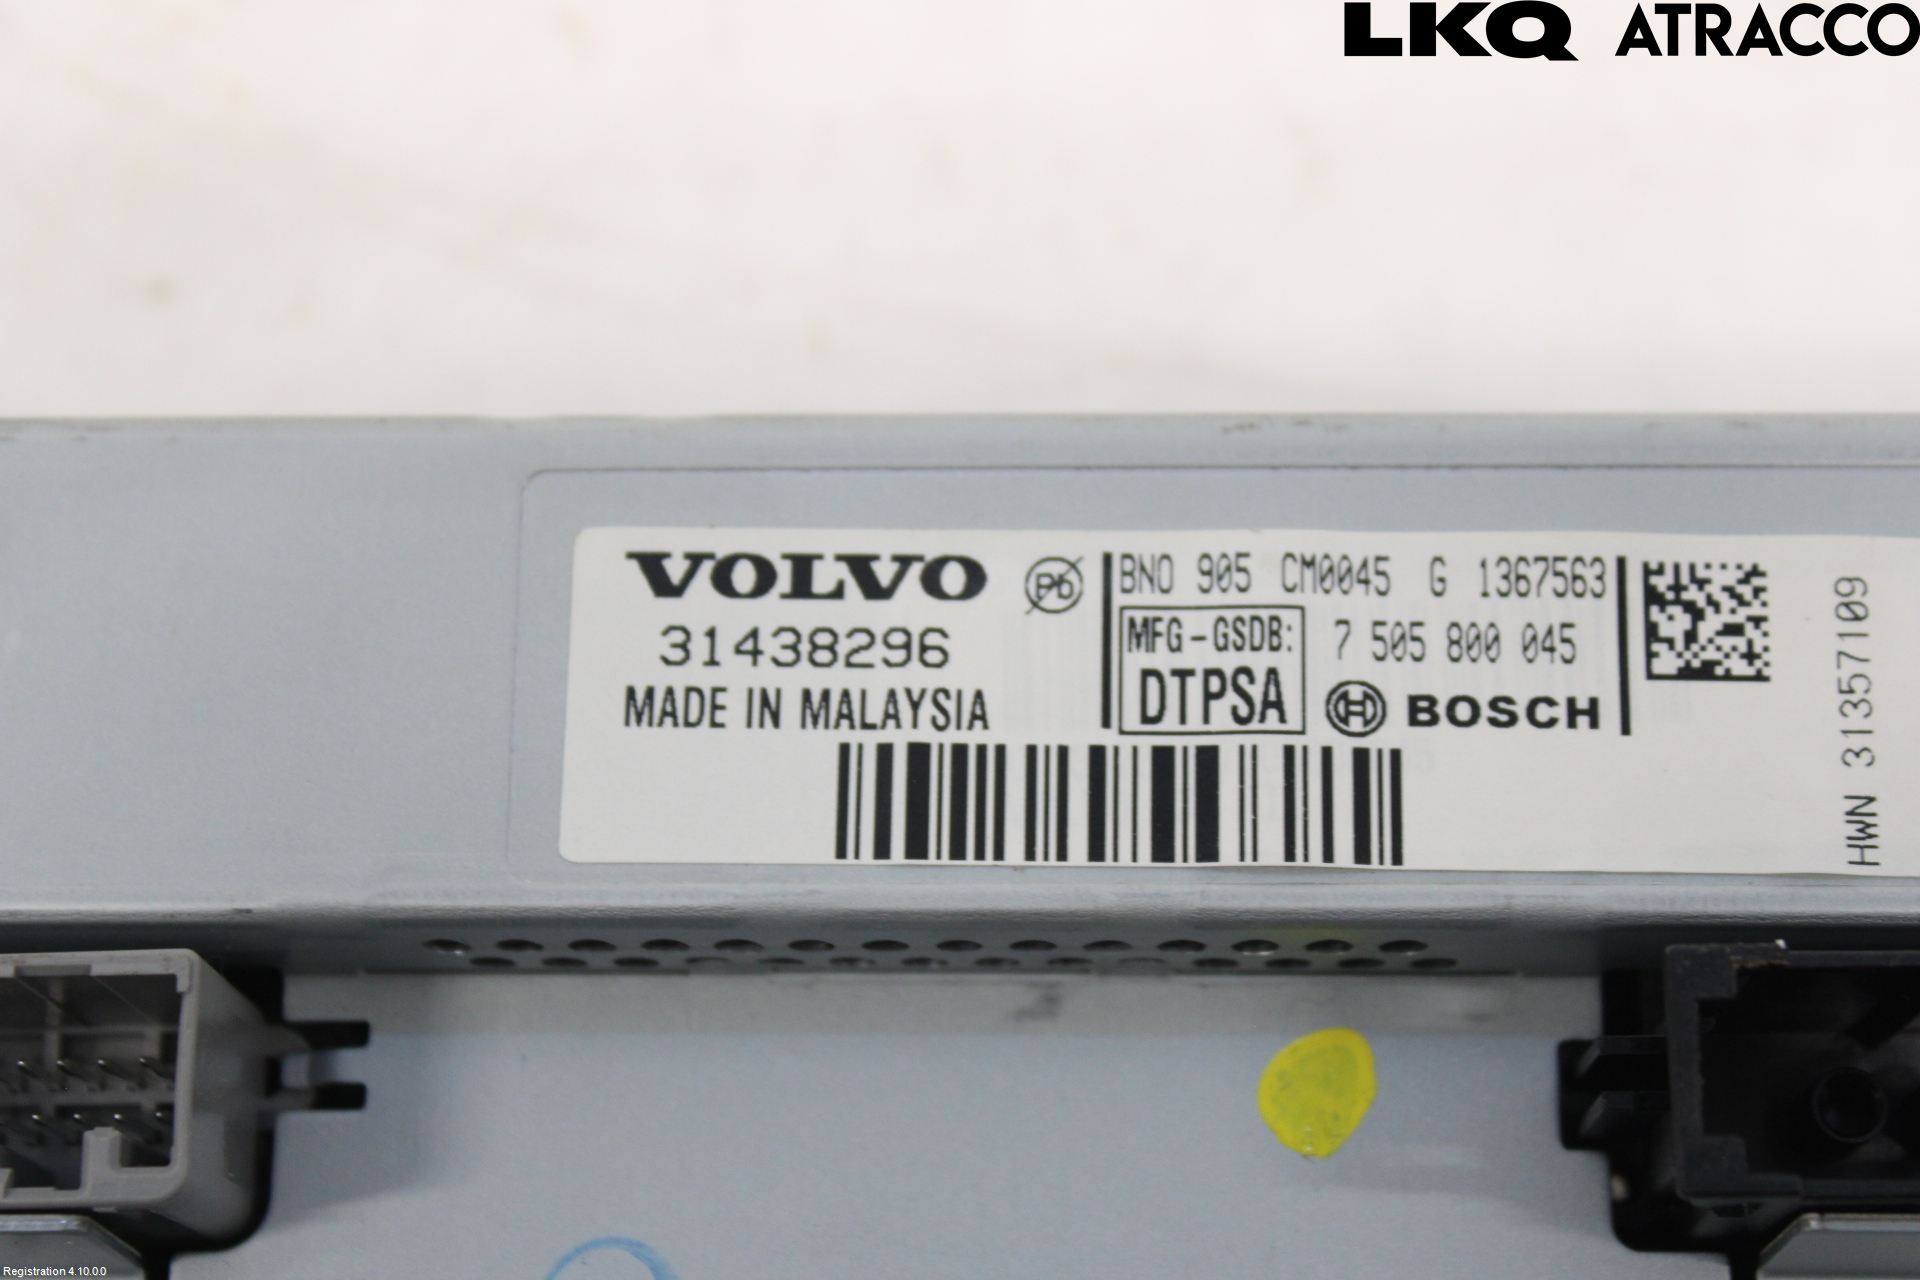 LKQ ATRACCO
VOLVO
31438296
MADE IN MALAYSIA
Pb
BNO 905 CM0045 G 1367563
MFG-GSDB:
DTPSA
7 505 800 045
BOSCH
HWN 31357109
Registration 4.10.0.0